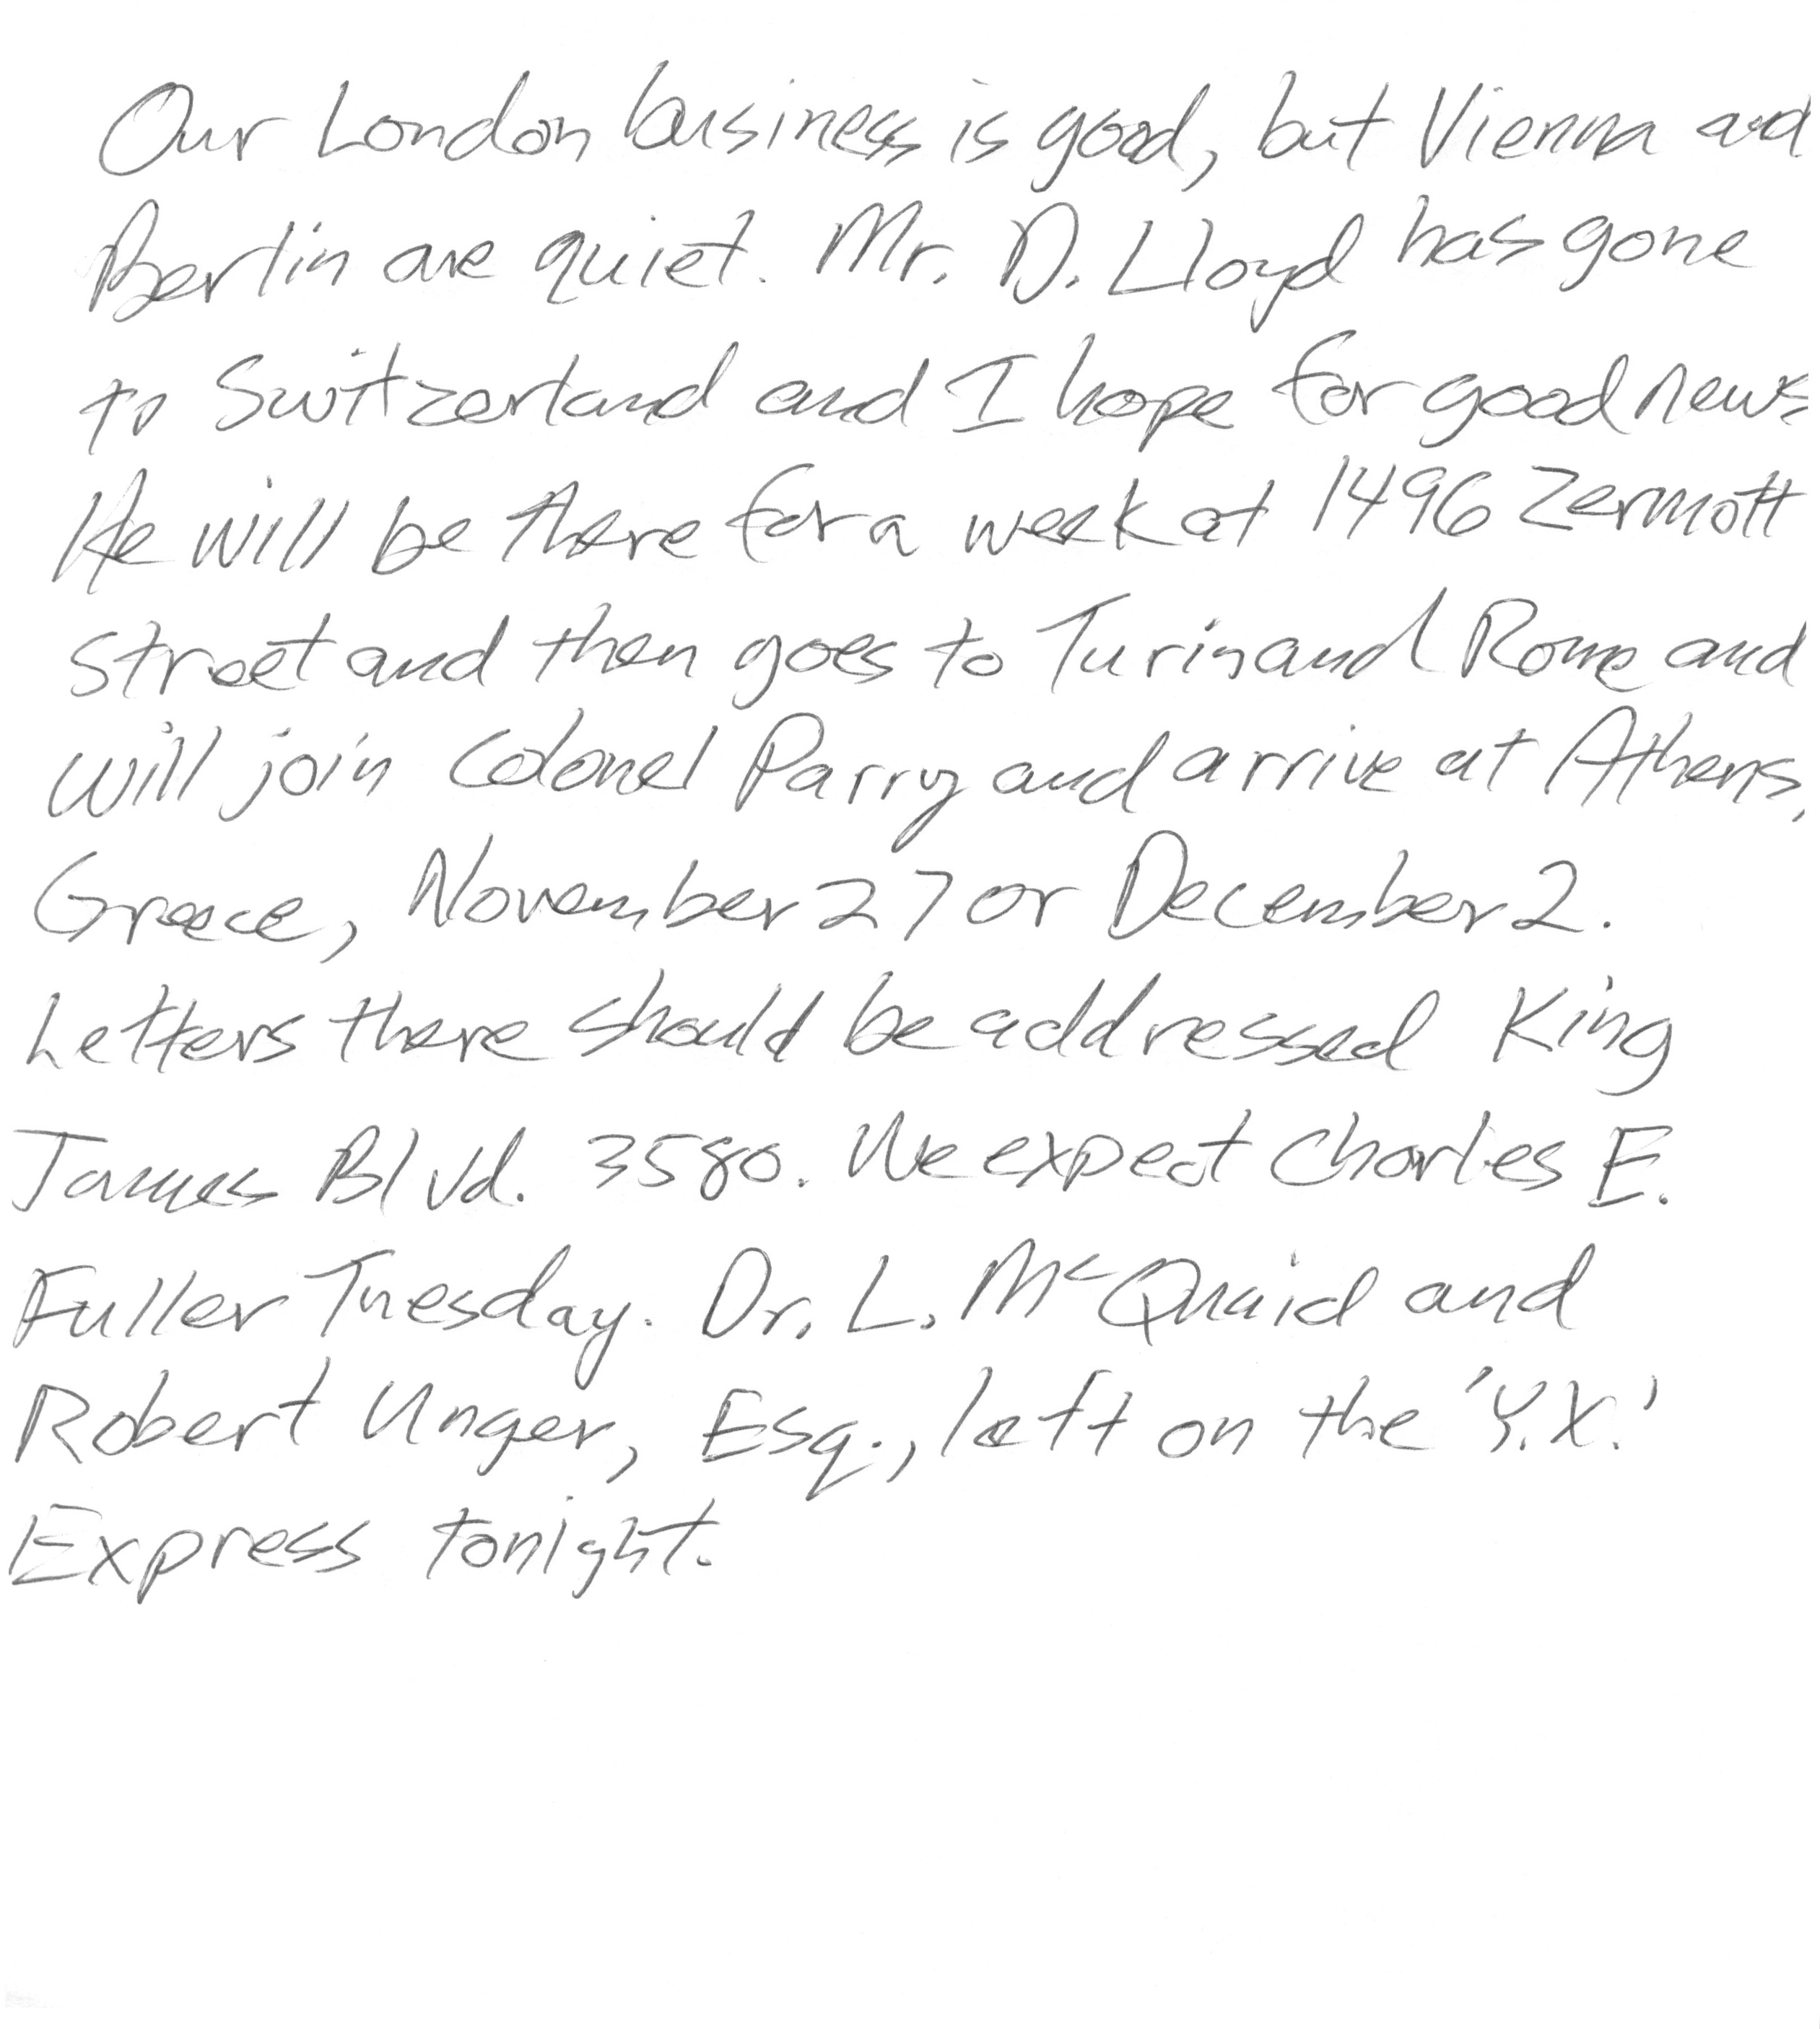 Our London business is good, but Vienna and
Berlin are quiet. Mr. D. Lloyd has gone
to Switzerland and I hope for good news
He will be there for a week at 1496 Zermott
street and then goes to Turin and Rome and
will join Colonel Parry and arrive at Athens,
Greece, November 27 or December 2.
Letters there should be addressed King
James Blvd. 3580. We expect Charles E.
Fuller Tuesday. Dr. L. McQuaid and
Robert Unger, Esq., left on the 'Y.X.'
Express tonight.